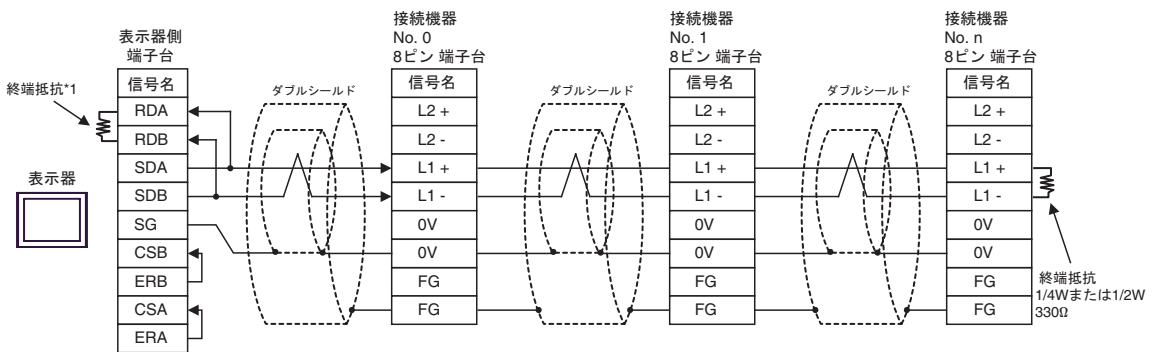 表示器
終端抵抗*1
表示器側
端子台
信号名
RDA
RDB
SDA
SDB
SG
CSB
ERB
CSA
ERA
ダブルシールド
接続機器
No. 0
8ピン 端子台
信号名
L2 +
L2 -
L1 +
L1 -
0V
0V
FG
FG
ダブルシールド
接続機器
No. 1
8ピン 端子台
信号名
L2 +
L2 -
L1 +
L1 -
0V
0V
FG
FG
ダブルシールド
接続機器
No. n
8ピン 端子台
信号名
L2 +
L2 -
L1 +
L1 -
0V
0V
FG
FG
終端抵抗
1/4Wまたは1/2W
330Ω